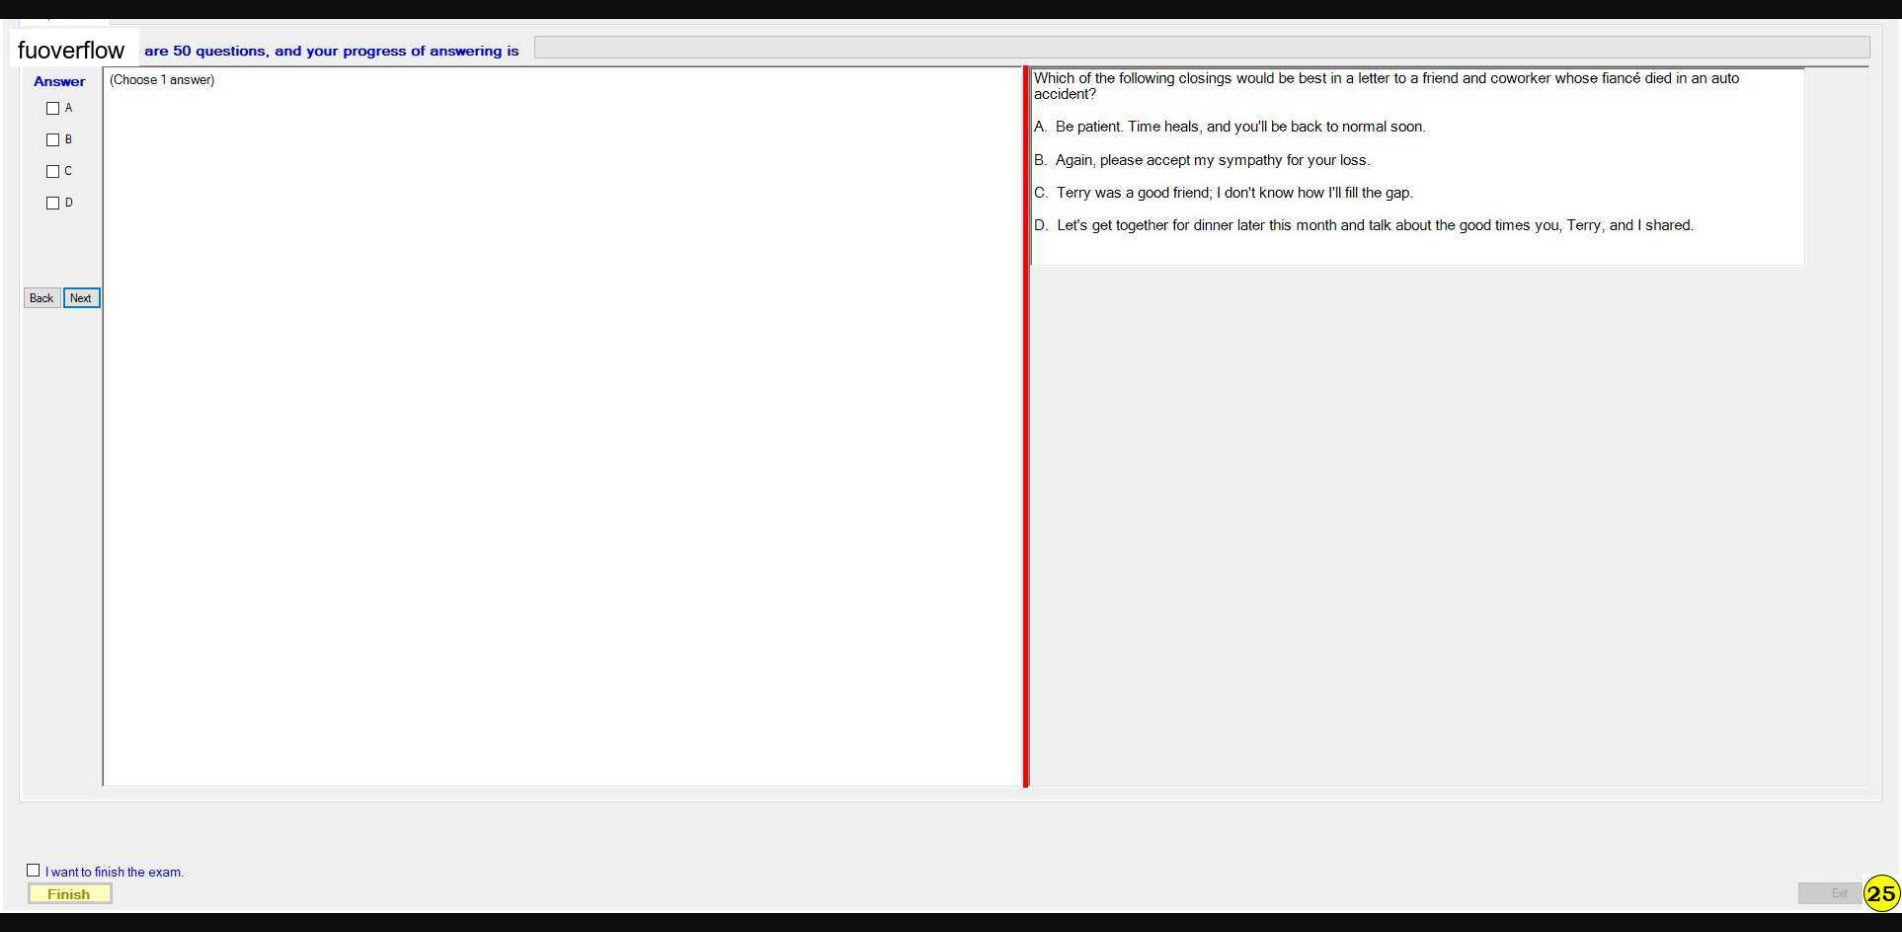 fuoverflow are 50 questions, and your progress of answering is
Answer
(Choose 1 answer)
A
B
C
D
Back Next
Which of the following closings would be best in a letter to a friend and coworker whose fiancé died in an auto
accident?
A. Be patient. Time heals, and you'll be back to normal soon.
B. Again, please accept my sympathy for your loss.
C. Terry was a good friend; I don't know how I'll fill the gap.
D. Let's get together for dinner later this month and talk about the good times you, Terry, and I shared.
I want to finish the exam.
Finish
Exit
25